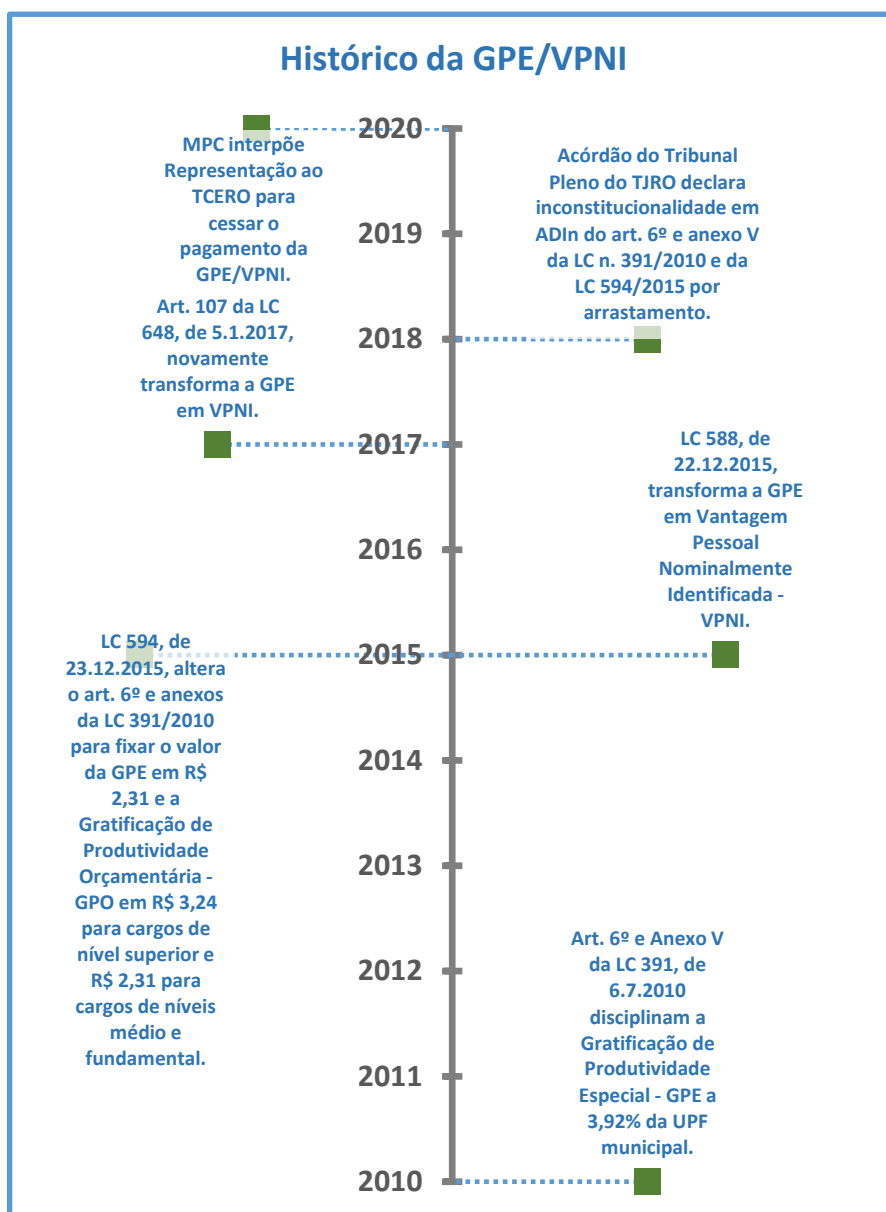 Histórico da GPE/VPNI
2020
MPC interpõe
Representação ao
TCERO para
cessar o
pagamento da
GPE/VPNI.
Acórdão do Tribunal
Pleno do TJRO declara
inconstitucionalidade em
ADIn do art. 6º e anexo V
da LC n. 391/2010 e da
LC 594/2015 por
arrastamento.
2019
Art. 107 da LC
648, de 5.1.2017,
novamente
transforma a GPE
em VPNI.
2018
2017
LC 588, de
22.12.2015,
transforma a GPE
em Vantagem
Pessoal
Nominalmente
Identificada -
VPNI.
2016
2015
LC 594, de
23.12.2015, altera
o art. 6º e anexos
da LC 391/2010
para fixar o valor
da GPE em R$
2,31 e a
Gratificação de
Produtividade
Orçamentária -
GPO em R$ 3,24
para cargos de
nível superior e
R$ 2,31 para
cargos de níveis
médio e
fundamental.
2014
2013
2012
Art. 6º e Anexo V
da LC 391, de
6.7.2010
disciplinam a
Gratificação de
Produtividade
Especial - GPE a
3,92% da UPF
municipal.
2011
2010